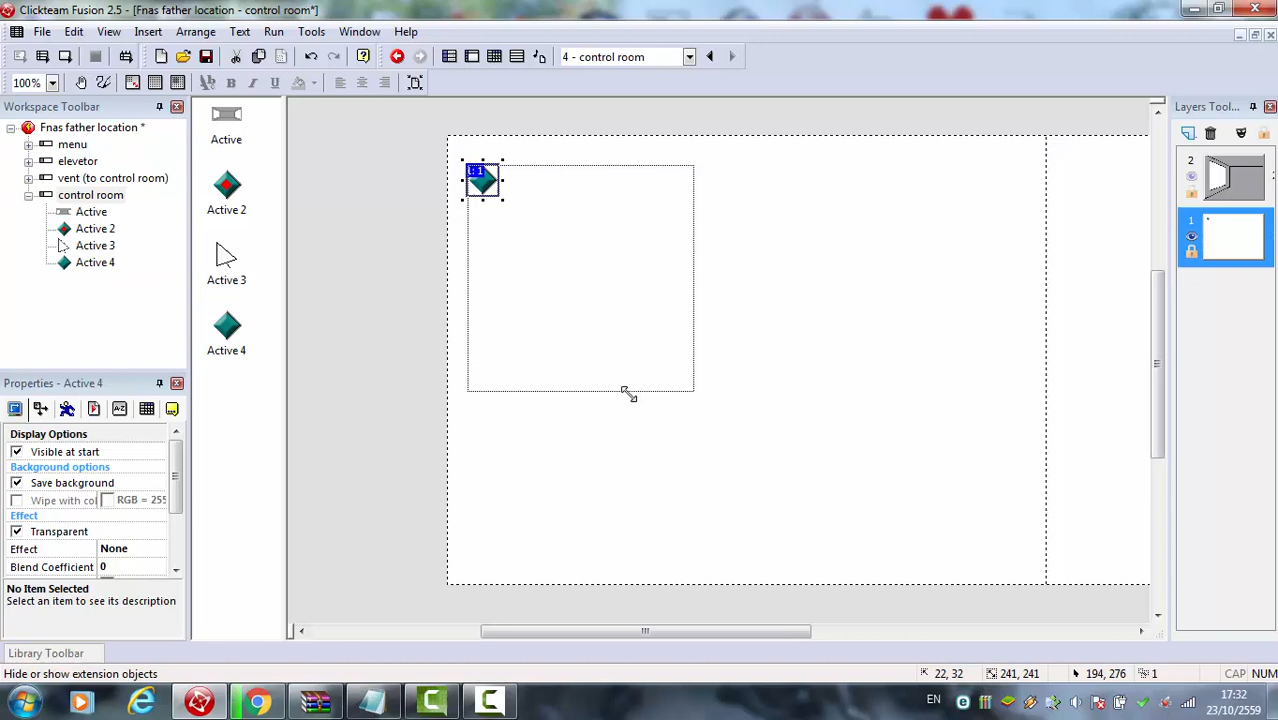 Clickteam Fusion 2.5 - [Fnas father location - control room*]
File Edit View Insert Arrange Text Run Tools Window Help
4 - control room
100%
B I U
Workspace Toolbar
Fnas father location *
menu
elevetor
vent (to control room)
control room
Active
Active 2
Active 3
Active 4
Active
Active 2
Active 3
Active 4
Layers Tool...
2
1
Properties - Active 4
Display Options
Visible at start
Background options
Save background
Wipe with col
RGB = 255
Effect
Transparent
Effect None
Blend Coefficient 0
No Item Selected
Select an item to see its description
Library Toolbar
Hide or show extension objects
22, 32
241, 241
194, 276
1
CAP NUM
EN
17:32
23/10/2559